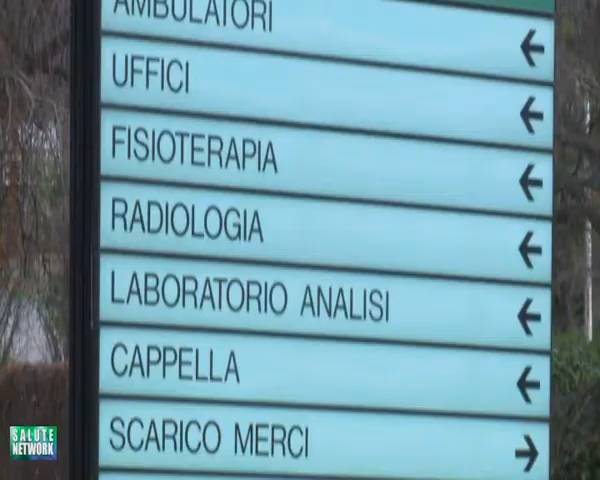 AMBULATORI ←
UFFICI ←
FISIOTERAPIA ←
RADIOLOGIA ←
LABORATORIO ANALISI ←
CAPPELLA ←
SCARICO MERCI →
SALUTE
NETWORK